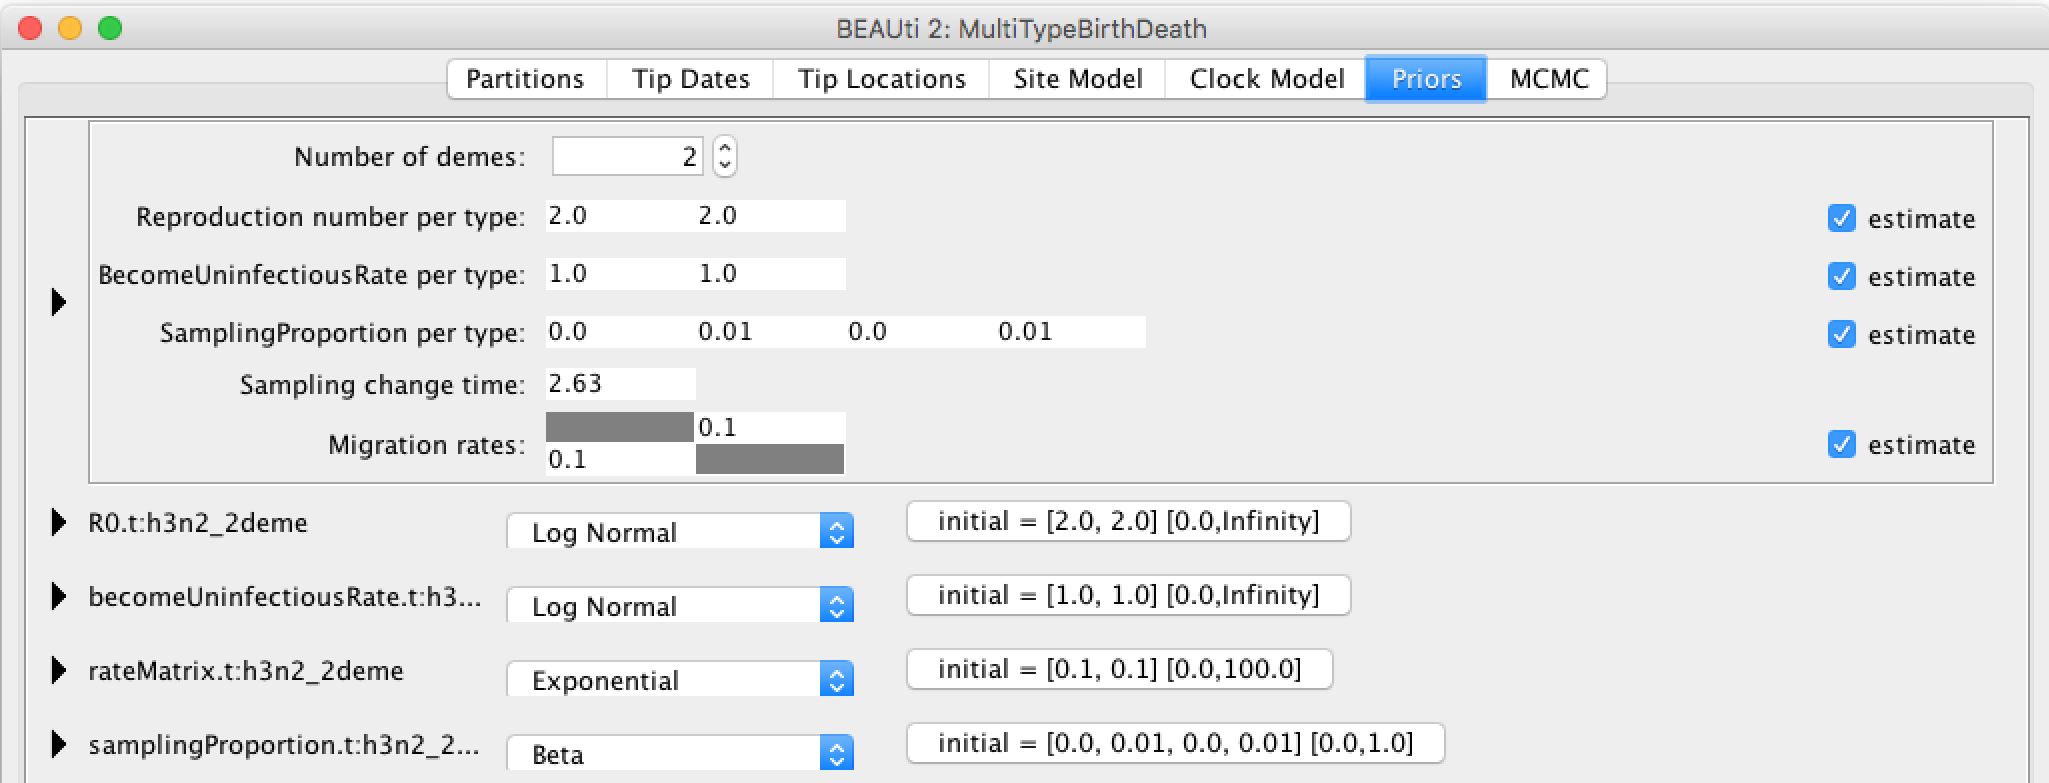 BEAUti 2: MultiTypeBirthDeath
Partitions Tip Dates Tip Locations Site Model Clock Model Priors MCMC
Number of demes: 2
Reproduction number per type: 2.0 2.0 estimate
BecomeUninfectiousRate per type: 1.0 1.0 estimate
SamplingProportion per type: 0.0 0.01 0.0 0.01 estimate
Sampling change time: 2.63
0.1
Migration rates: estimate
0.1
R0.t:h3n2_2deme Log Normal initial = [2.0, 2.0] [0.0,Infinity]
becomeUninfectiousRate.t:h3... Log Normal initial = [1.0, 1.0] [0.0,Infinity]
rateMatrix.t:h3n2_2deme Exponential initial = [0.1, 0.1] [0.0,100.0]
samplingProportion.t:h3n2_2... Beta initial = [0.0, 0.01, 0.0, 0.01] [0.0,1.0]